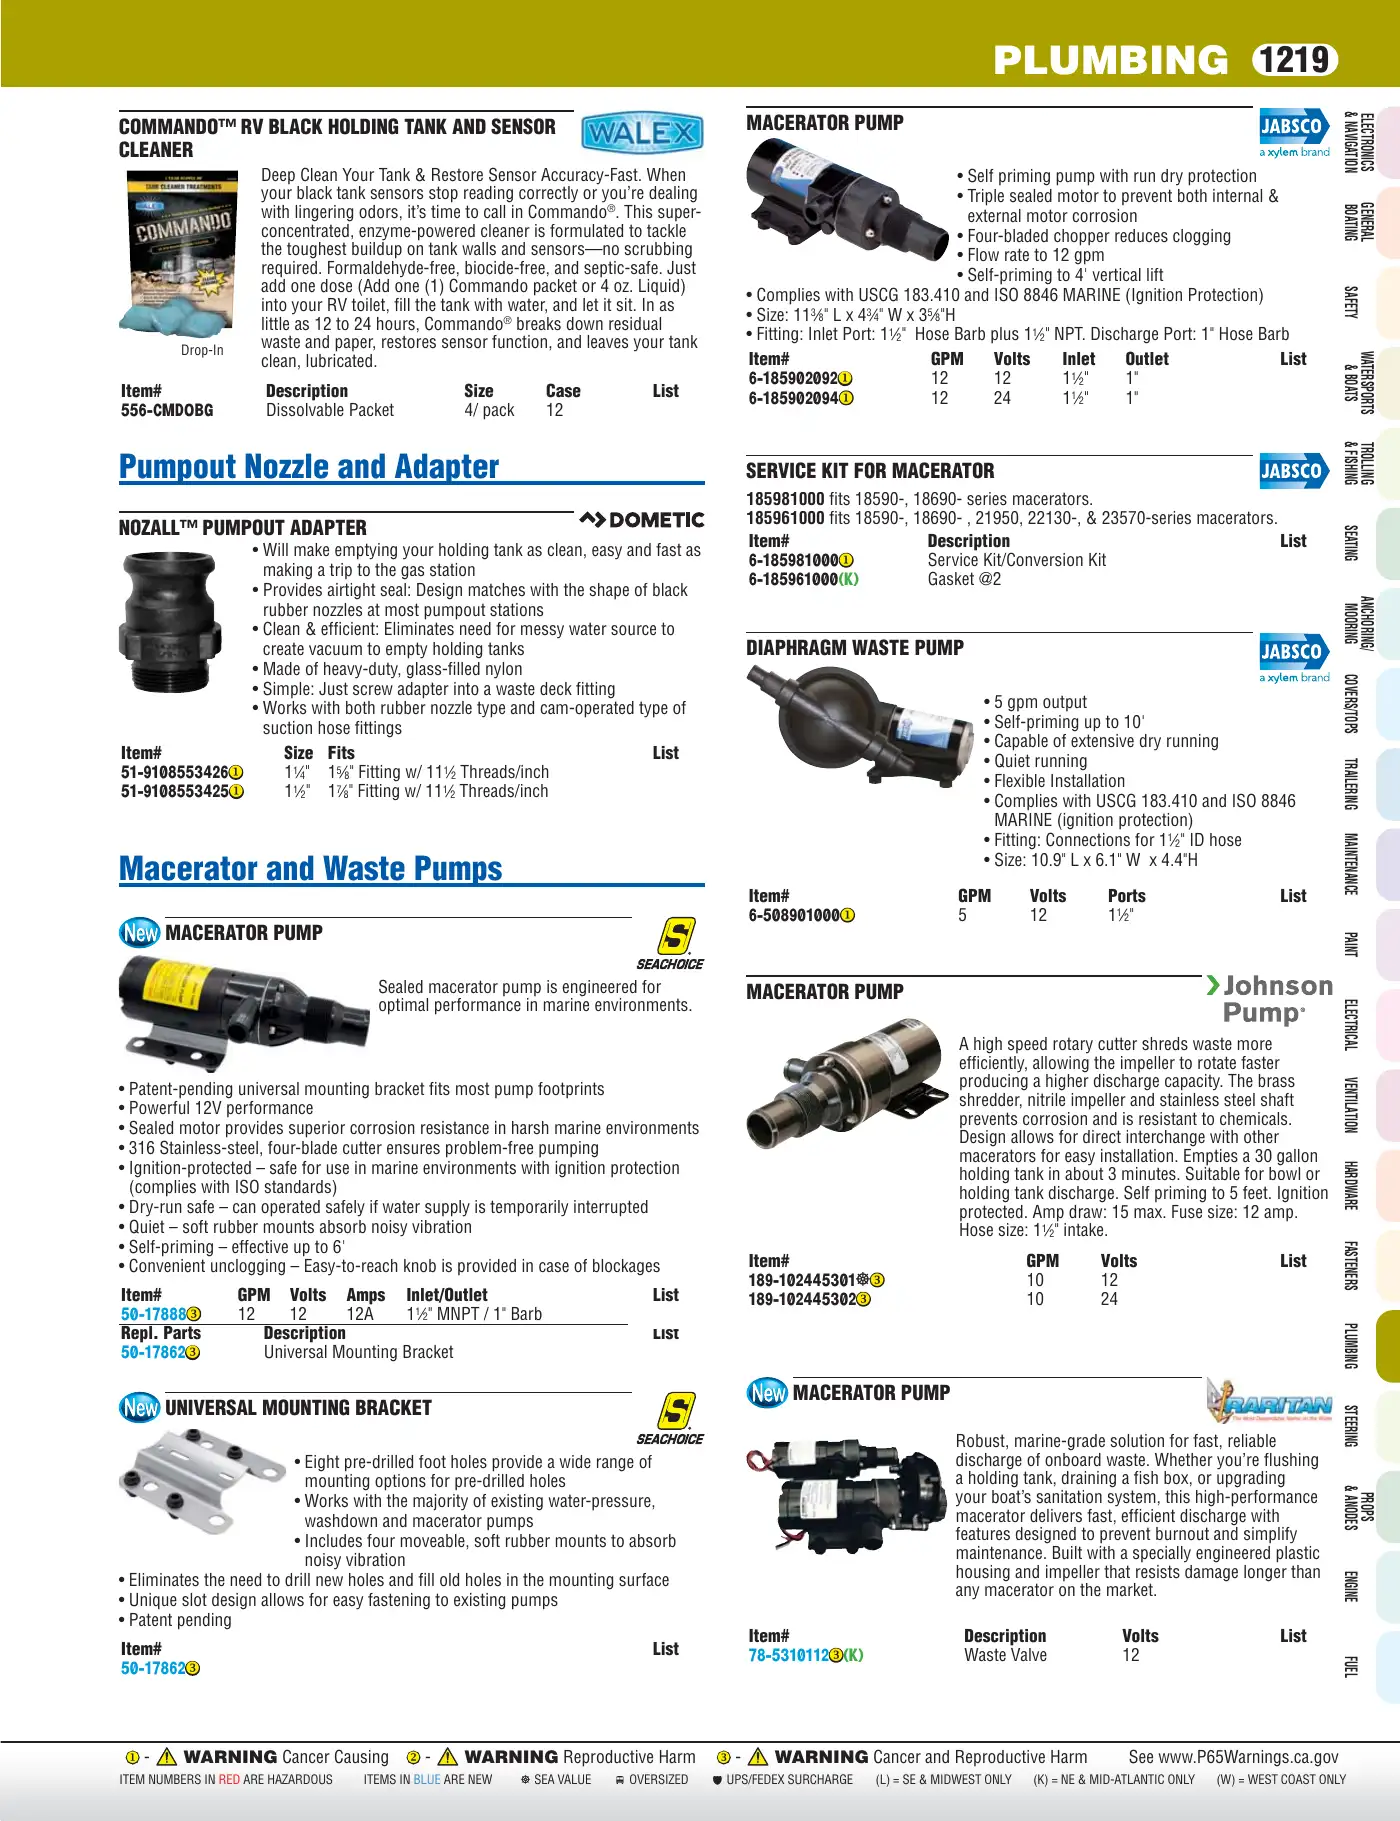 PLUMBING 1219
COMMANDO™ RV BLACK HOLDING TANK AND SENSOR
CLEANER
WALEX
WALEX
COMMANDO
Drop-In
Deep Clean Your Tank & Restore Sensor Accuracy-Fast. When
your black tank sensors stop reading correctly or you’re dealing
with lingering odors, it’s time to call in Commando®. This super-
concentrated, enzyme-powered cleaner is formulated to tackle
the toughest buildup on tank walls and sensors—no scrubbing
required. Formaldehyde-free, biocide-free, and septic-safe. Just
add one dose (Add one (1) Commando packet or 4 oz. Liquid)
into your RV toilet, fill the tank with water, and let it sit. In as
little as 12 to 24 hours, Commando® breaks down residual
waste and paper, restores sensor function, and leaves your tank
clean, lubricated.
Item# Description Size Case List
556-CMDOBG Dissolvable Packet 4/ pack 12
Pumpout Nozzle and Adapter
NOZALL™ PUMPOUT ADAPTER
DOMETIC
• Will make emptying your holding tank as clean, easy and fast as
making a trip to the gas station
• Provides airtight seal: Design matches with the shape of black
rubber nozzles at most pumpout stations
• Clean & efficient: Eliminates need for messy water source to
create vacuum to empty holding tanks
• Made of heavy-duty, glass-filled nylon
• Simple: Just screw adapter into a waste deck fitting
• Works with both rubber nozzle type and cam-operated type of
suction hose fittings
Item# Size Fits List
51-9108553426① 1¼" 1⅝" Fitting w/ 11½ Threads/inch
51-9108553425① 1½" 1⅞" Fitting w/ 11½ Threads/inch
Macerator and Waste Pumps
New MACERATOR PUMP
S
SEACHOICE
Sealed macerator pump is engineered for
optimal performance in marine environments.
• Patent-pending universal mounting bracket fits most pump footprints
• Powerful 12V performance
• Sealed motor provides superior corrosion resistance in harsh marine environments
• 316 Stainless-steel, four-blade cutter ensures problem-free pumping
• Ignition-protected – safe for use in marine environments with ignition protection
(complies with ISO standards)
• Dry-run safe – can operated safely if water supply is temporarily interrupted
• Quiet – soft rubber mounts absorb noisy vibration
• Self-priming – effective up to 6'
• Convenient unclogging – Easy-to-reach knob is provided in case of blockages
Item# GPM Volts Amps Inlet/Outlet List
50-17888③ 12 12 12A 1½" MNPT / 1" Barb
Repl. Parts Description List
50-17862③ Universal Mounting Bracket
New UNIVERSAL MOUNTING BRACKET
S
SEACHOICE
• Eight pre-drilled foot holes provide a wide range of
mounting options for pre-drilled holes
• Works with the majority of existing water-pressure,
washdown and macerator pumps
• Includes four moveable, soft rubber mounts to absorb
noisy vibration
• Eliminates the need to drill new holes and fill old holes in the mounting surface
• Unique slot design allows for easy fastening to existing pumps
• Patent pending
Item# List
50-17862③
MACERATOR PUMP
JABSCO
a xylem brand
• Self priming pump with run dry protection
• Triple sealed motor to prevent both internal &
external motor corrosion
• Four-bladed chopper reduces clogging
• Flow rate to 12 gpm
• Self-priming to 4' vertical lift
• Complies with USCG 183.410 and ISO 8846 MARINE (Ignition Protection)
• Size: 11⅜" L x 4¾" W x 3⅝"H
• Fitting: Inlet Port: 1½" Hose Barb plus 1½" NPT. Discharge Port: 1" Hose Barb
Item# GPM Volts Inlet Outlet List
6-185902092① 12 12 1½" 1"
6-185902094① 12 24 1½" 1"
SERVICE KIT FOR MACERATOR
JABSCO
185981000 fits 18590-, 18690- series macerators.
185961000 fits 18590-, 18690- , 21950, 22130-, & 23570-series macerators.
Item# Description List
6-185981000① Service Kit/Conversion Kit
6-185961000(K) Gasket @2
DIAPHRAGM WASTE PUMP
JABSCO
a xylem brand
• 5 gpm output
• Self-priming up to 10'
• Capable of extensive dry running
• Quiet running
• Flexible Installation
• Complies with USCG 183.410 and ISO 8846
MARINE (ignition protection)
• Fitting: Connections for 1½" ID hose
• Size: 10.9" L x 6.1" W x 4.4"H
Item# GPM Volts Ports List
6-508901000① 5 12 1½"
MACERATOR PUMP
Johnson
Pump
A high speed rotary cutter shreds waste more
efficiently, allowing the impeller to rotate faster
producing a higher discharge capacity. The brass
shredder, nitrile impeller and stainless steel shaft
prevents corrosion and is resistant to chemicals.
Design allows for direct interchange with other
macerators for easy installation. Empties a 30 gallon
holding tank in about 3 minutes. Suitable for bowl or
holding tank discharge. Self priming to 5 feet. Ignition
protected. Amp draw: 15 max. Fuse size: 12 amp.
Hose size: 1½" intake.
Item# GPM Volts List
189-102445301☸③ 10 12
189-102445302③ 10 24
New MACERATOR PUMP
RARITAN
Robust, marine-grade solution for fast, reliable
discharge of onboard waste. Whether you’re flushing
a holding tank, draining a fish box, or upgrading
your boat’s sanitation system, this high-performance
macerator delivers fast, efficient discharge with
features designed to prevent burnout and simplify
maintenance. Built with a specially engineered plastic
housing and impeller that resists damage longer than
any macerator on the market.
Item# Description Volts List
78-5310112③(K) Waste Valve 12
ELECTRONICS
& NAVIGATION
GENERAL
BOATING
SAFETY
WATERSPORTS
& BOATS
TROLLING
& FISHING
SEATING
ANCHORING/
MOORING
COVERS/TOPS
TRAILERING
MAINTENANCE
PAINT
ELECTRICAL
VENTILATION
HARDWARE
FASTENERS
PLUMBING
STEERING
PROPS
& ANODES
ENGINE
FUEL
① - ⚠ WARNING Cancer Causing ② - ⚠ WARNING Reproductive Harm ③ - ⚠ WARNING Cancer and Reproductive Harm See www.P65Warnings.ca.gov
ITEM NUMBERS IN RED ARE HAZARDOUS ITEMS IN BLUE ARE NEW ☸ SEA VALUE OVERSIZED UPS/FEDEX SURCHARGE (L) = SE & MIDWEST ONLY (K) = NE & MID-ATLANTIC ONLY (W) = WEST COAST ONLY